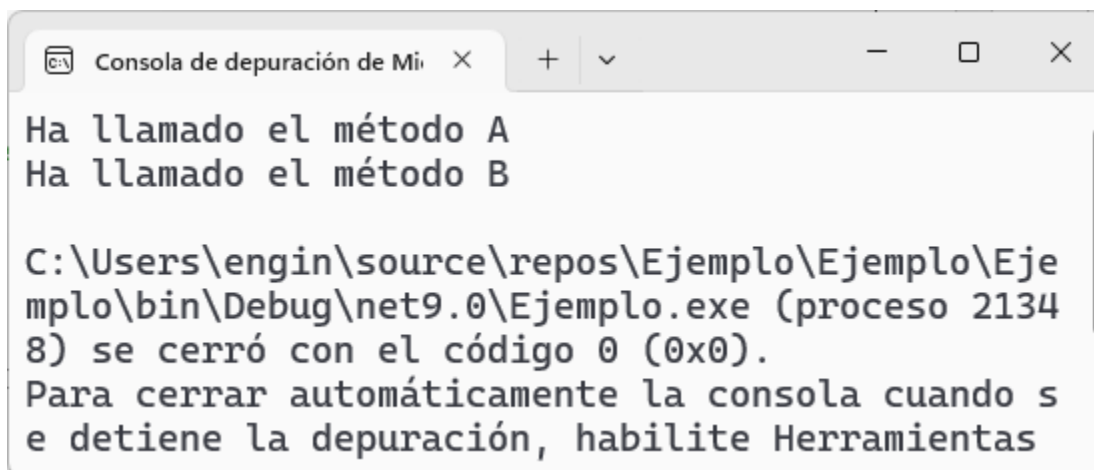 Consola de depuración de Mi
Ha llamado el método A
Ha llamado el método B
C:\Users\engin\source\repos\Ejemplo\Ejemplo\Eje
mplo\bin\Debug\net9.0\Ejemplo.exe (proceso 2134
8) se cerró con el código 0 (0x0).
Para cerrar automáticamente la consola cuando s
e detiene la depuración, habilite Herramientas